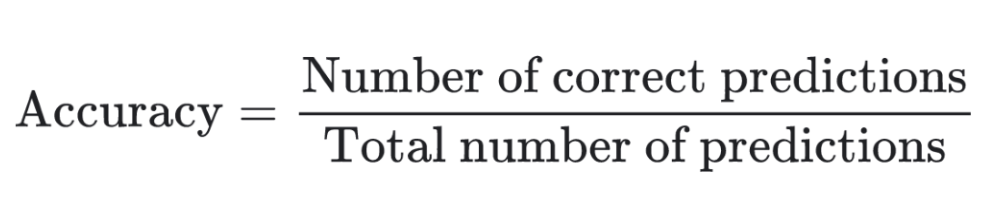 Accuracy = Number of correct predictions
Total number of predictions